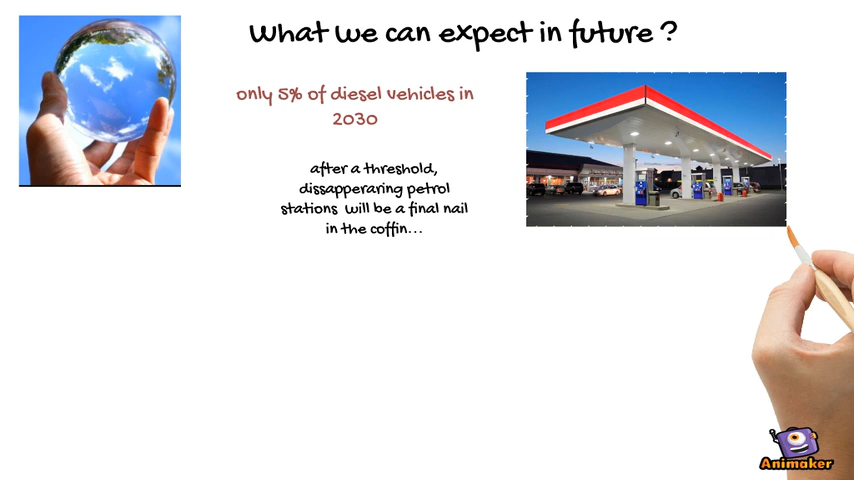 What we can expect in future ?
only 5% of diesel vehicles in
2030
after a threshold,
dissapperaring petrol
stations will be a final nail
in the coffin...
Animaker